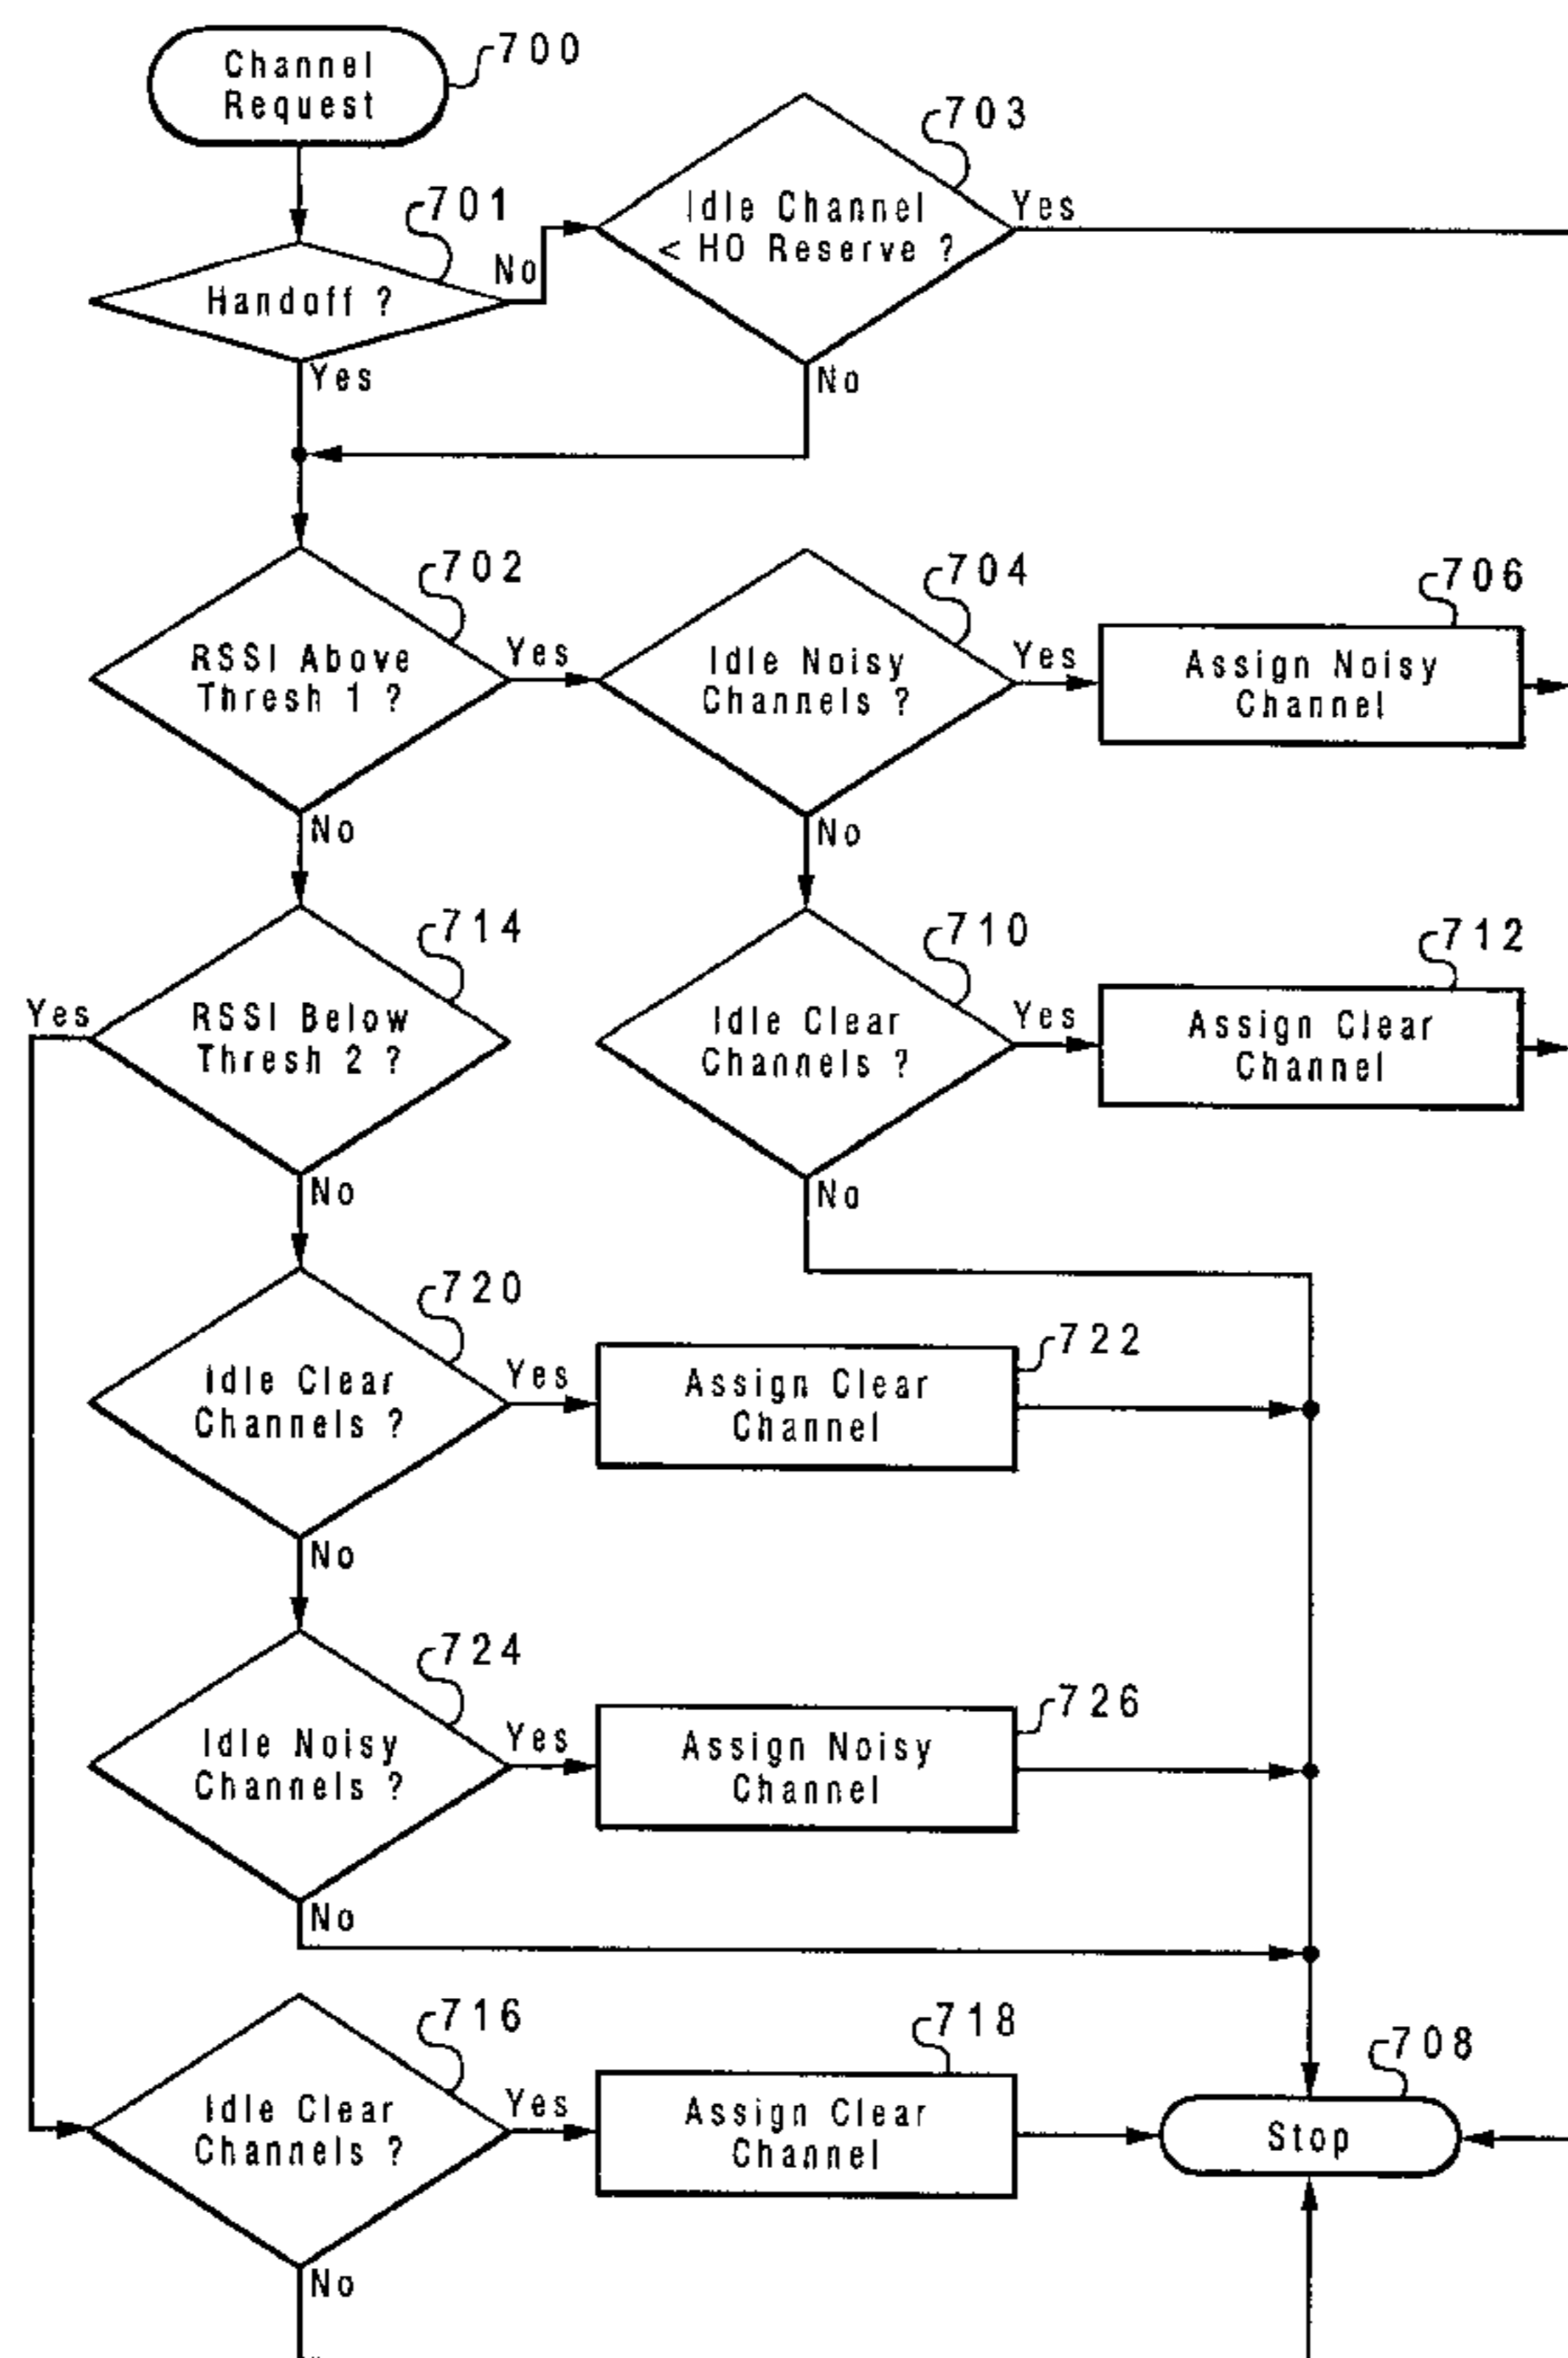 Channel
Request
700
701
Handoff ?
No
Yes
703
Idle Channel
< HO Reserve ?
Yes
No
702
RSSI Above
Thresh 1 ?
Yes
No
704
Idle Noisy
Channels ?
Yes
No
706
Assign Noisy
Channel
714
Yes
RSSI Below
Thresh 2 ?
No
710
Idle Clear
Channels ?
Yes
No
712
Assign Clear
Channel
720
Idle Clear
Channels ?
Yes
No
722
Assign Clear
Channel
724
Idle Noisy
Channels ?
Yes
No
726
Assign Noisy
Channel
716
Idle Clear
Channels ?
Yes
No
718
Assign Clear
Channel
708
Stop